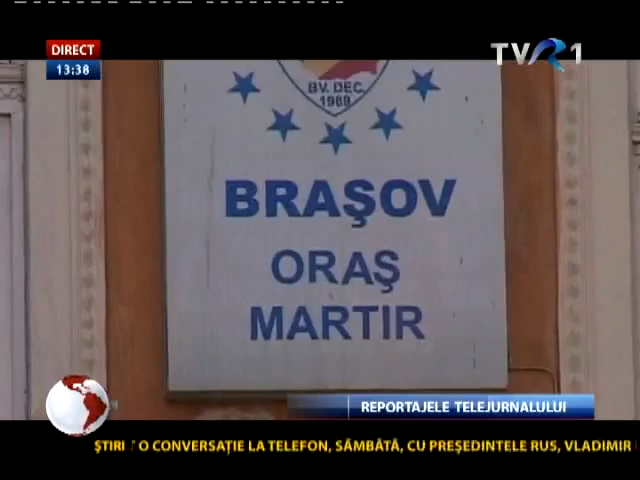 DIRECT
13:38
TVR1
BV. DEC.
1989
BRAŞOV
ORAŞ
MARTIR
REPORTAJELE TELEJURNALULUI
ŞTIRI O CONVERSAŢIE LA TELEFON, SÂMBĂTĂ, CU PREŞEDINTELE RUS, VLADIMIR